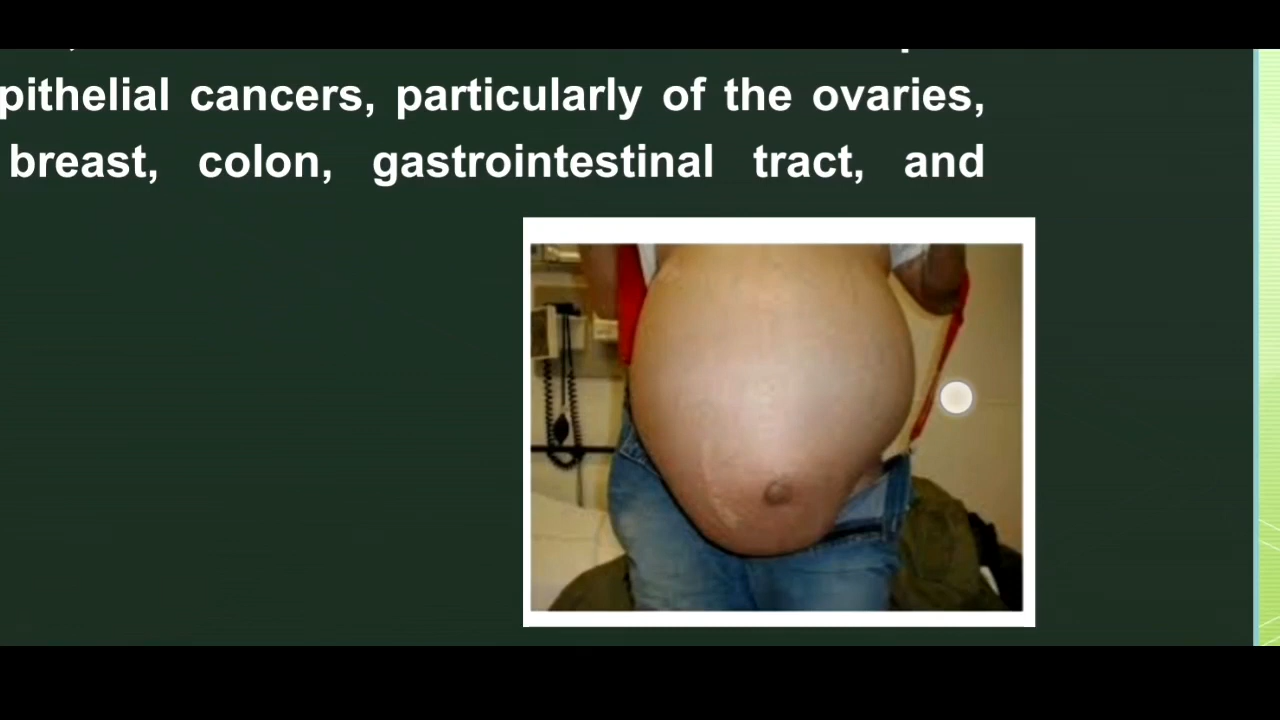 pithelial cancers, particularly of the ovaries,
breast, colon, gastrointestinal tract, and